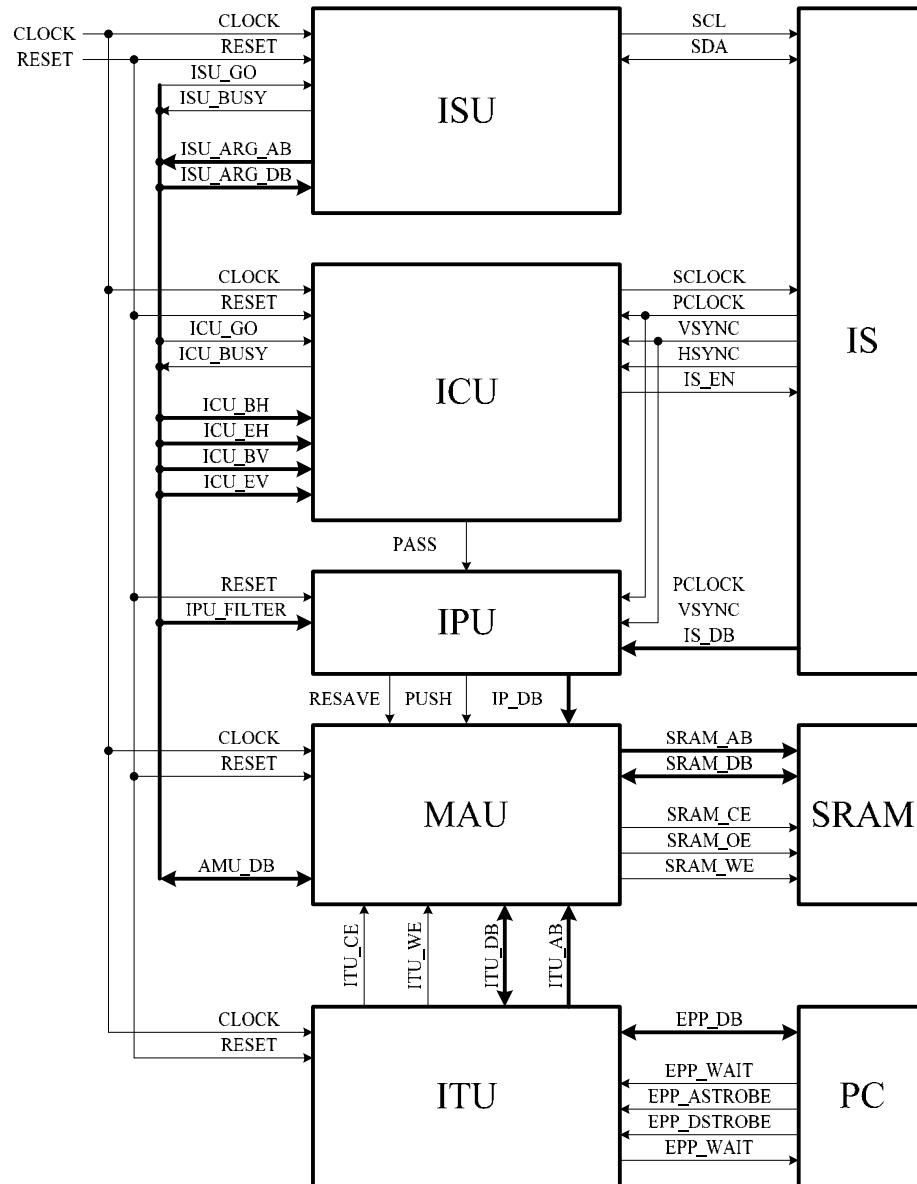 CLOCK SCL
CLOCK
RESET SDA
RESET
ISU_GO
ISU_BUSY
ISU
ISU_ARG_AB
ISU_ARG_DB
CLOCK SCLOCK
RESET PCLOCK
ICU_GO VSYNC
IS
ICU_BUSY HSYNC
IS_EN
ICU
ICU_BH
ICU_EH
ICU_BV
ICU_EV
PASS
RESET PCLOCK
IPU_FILTER VSYNC
IPU
IS_DB
RESAVE PUSH IP_DB
CLOCK SRAM_AB
RESET SRAM_DB
MAU SRAM
SRAM_CE
SRAM_OE
AMU_DB SRAM_WE
ITU_CE ITU_WE ITU_DB ITU_AB
CLOCK EPP_DB
RESET
EPP_WAIT
ITU PC
EPP_ASTROBE
EPP_DSTROBE
EPP_WAIT